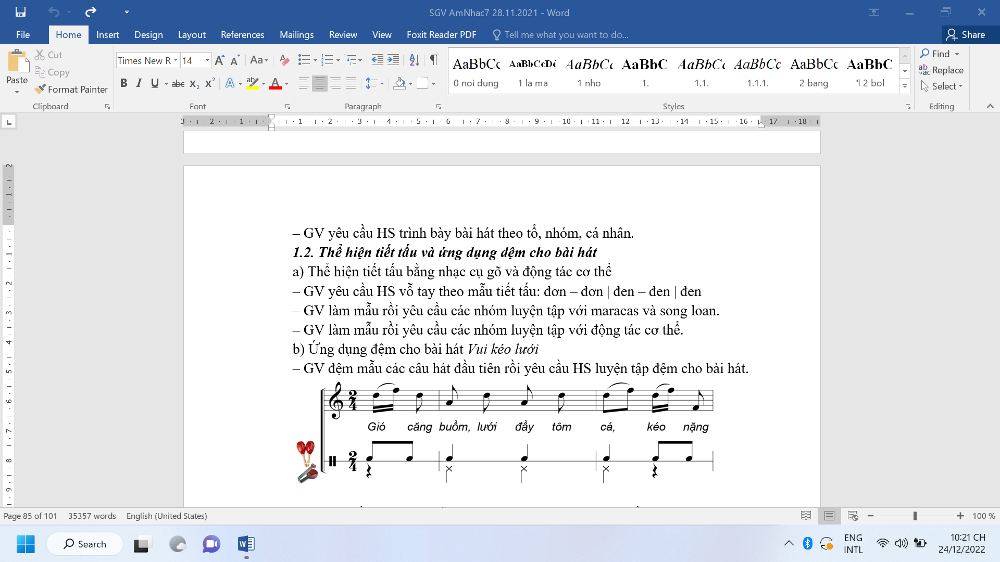 SGV AmNhac7 28.11.2021 - Word
File Home Insert Design Layout References Mailings Review View Foxit Reader PDF Tell me what you want to do... Share
Paste Cut Copy Format Painter
Clipboard
Times New R 14
Font
Paragraph
AaBbCc AaBbCcDd AaBbCc AaBbC AaBbCc AaBbCc AaBbCc AaBbC
0 noi dung 1 la ma 1 nho 1. 1.1. 1.1.1. 2 bang ¶ 2 bol
Styles
Find
Replace
Select
Editing
3 2 1 1 2 3 4 5 6 7 8 9 10 11 12 13 14 15 16 17 18
– GV yêu cầu HS trình bày bài hát theo tổ, nhóm, cá nhân.
1.2. Thể hiện tiết tấu và ứng dụng đệm cho bài hát
a) Thể hiện tiết tấu bằng nhạc cụ gõ và động tác cơ thể
– GV yêu cầu HS vỗ tay theo mẫu tiết tấu: đơn – đơn | đen – đen | đen
– GV làm mẫu rồi yêu cầu các nhóm luyện tập với maracas và song loan.
– GV làm mẫu rồi yêu cầu các nhóm luyện tập với động tác cơ thể.
b) Ứng dụng đệm cho bài hát Vui kéo lưới
– GV đệm mẫu các câu hát đầu tiên rồi yêu cầu HS luyện tập đệm cho bài hát.
2 4
Gió căng buồm, lưới đầy tôm cá, kéo nặng
2 4
Page 85 of 101 35357 words English (United States) 100 %
Search
ENG
INTL
10:21 CH
24/12/2022